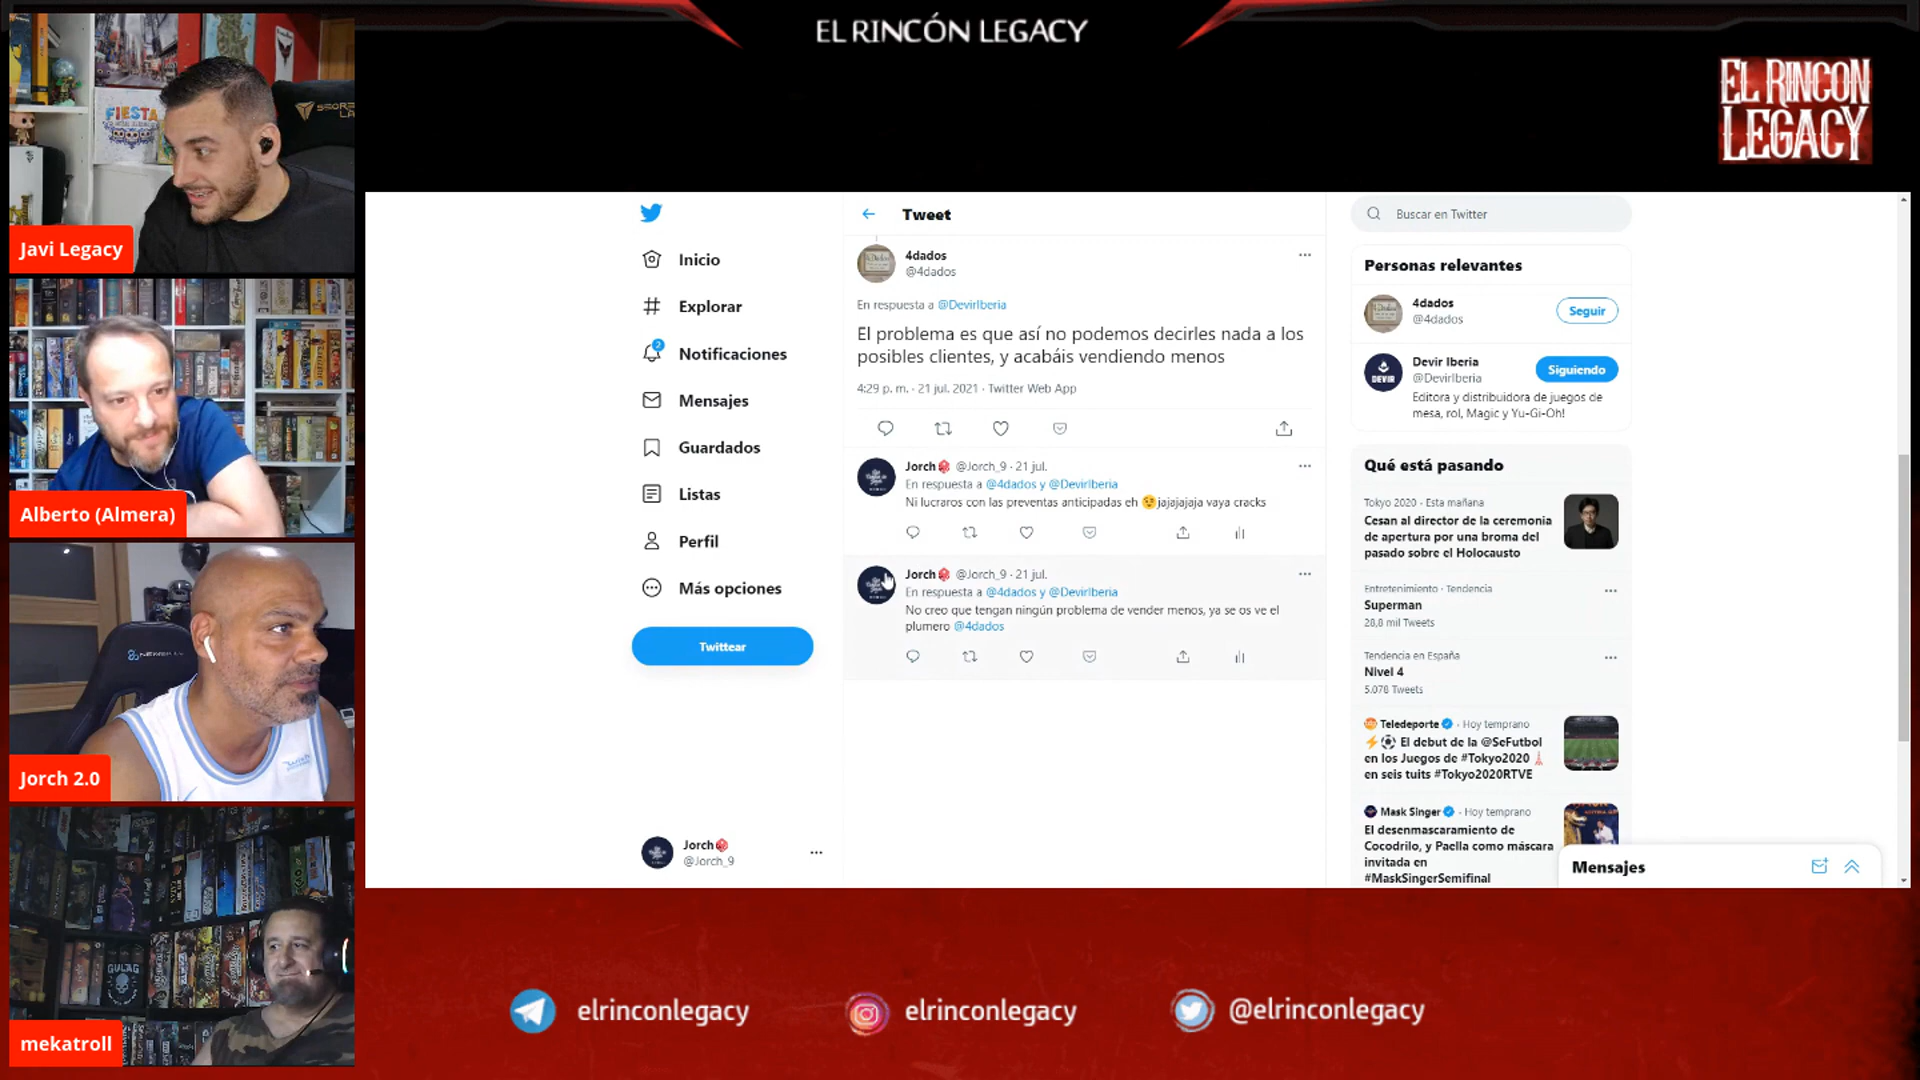 EL RINCÓN LEGACY
EL RINCON
LEGACY
FIESTA
Javi Legacy
Alberto (Almera)
Jorch 2.0
GULAG
mekatroll
Inicio
Explorar
2
Notificaciones
Mensajes
Guardados
Listas
Perfil
Más opciones
Twittear
Jorch
@Jorch_9
Tweet
4dados
@4dados
En respuesta a @DevirIberia
El problema es que así no podemos decirles nada a los
posibles clientes, y acabáis vendiendo menos
4:29 p. m. · 21 jul. 2021 · Twitter Web App
Jorch @Jorch_9 · 21 jul.
En respuesta a @4dados y @DevirIberia
Ni lucraros con las preventas anticipadas eh 😉jajajajaja vaya cracks
Jorch @Jorch_9 · 21 jul.
En respuesta a @4dados y @DevirIberia
No creo que tengan ningún problema de vender menos, ya se os ve el
plumero @4dados
Buscar en Twitter
Personas relevantes
4dados
@4dados
Seguir
DEVIR
Devir Iberia
@DevirIberia
Siguiendo
Editora y distribuidora de juegos de
mesa, rol, Magic y Yu-Gi-Oh!
Qué está pasando
Tokyo 2020 · Esta mañana
Cesan al director de la ceremonia
de apertura por una broma del
pasado sobre el Holocausto
Entretenimiento · Tendencia
Superman
28,8 mil Tweets
Tendencia en España
Nivel 4
5.078 Tweets
Teledeporte · Hoy temprano
⚡⚽ El debut de la @SeFutbol
en los Juegos de #Tokyo2020
en seis tuits #Tokyo2020RTVE
Mask Singer · Hoy temprano
El desenmascaramiento de
Cocodrilo, y Paella como máscara
invitada en
#MaskSingerSemifinal
Mensajes
elrinconlegacy
elrinconlegacy
@elrinconlegacy